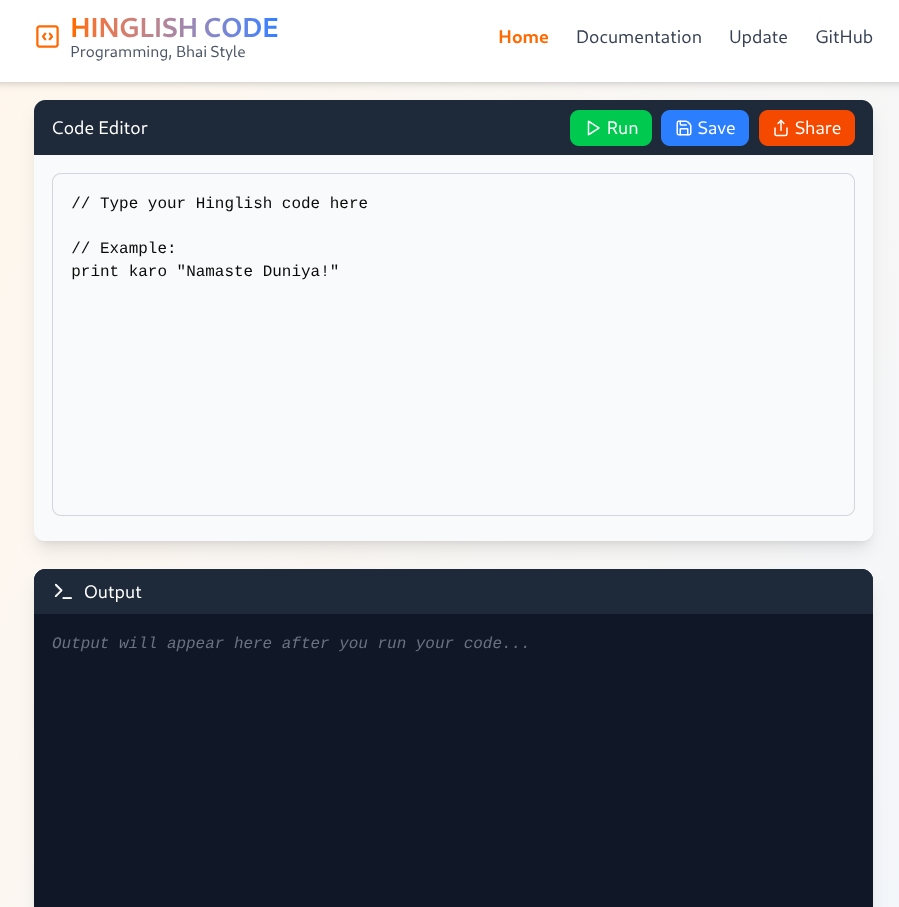 HINGLISH CODE
Programming, Bhai Style
Home Documentation Update GitHub
Code Editor
Run Save Share
// Type your Hinglish code here
// Example:
print karo "Namaste Duniya!"
Output
Output will appear here after you run your code...